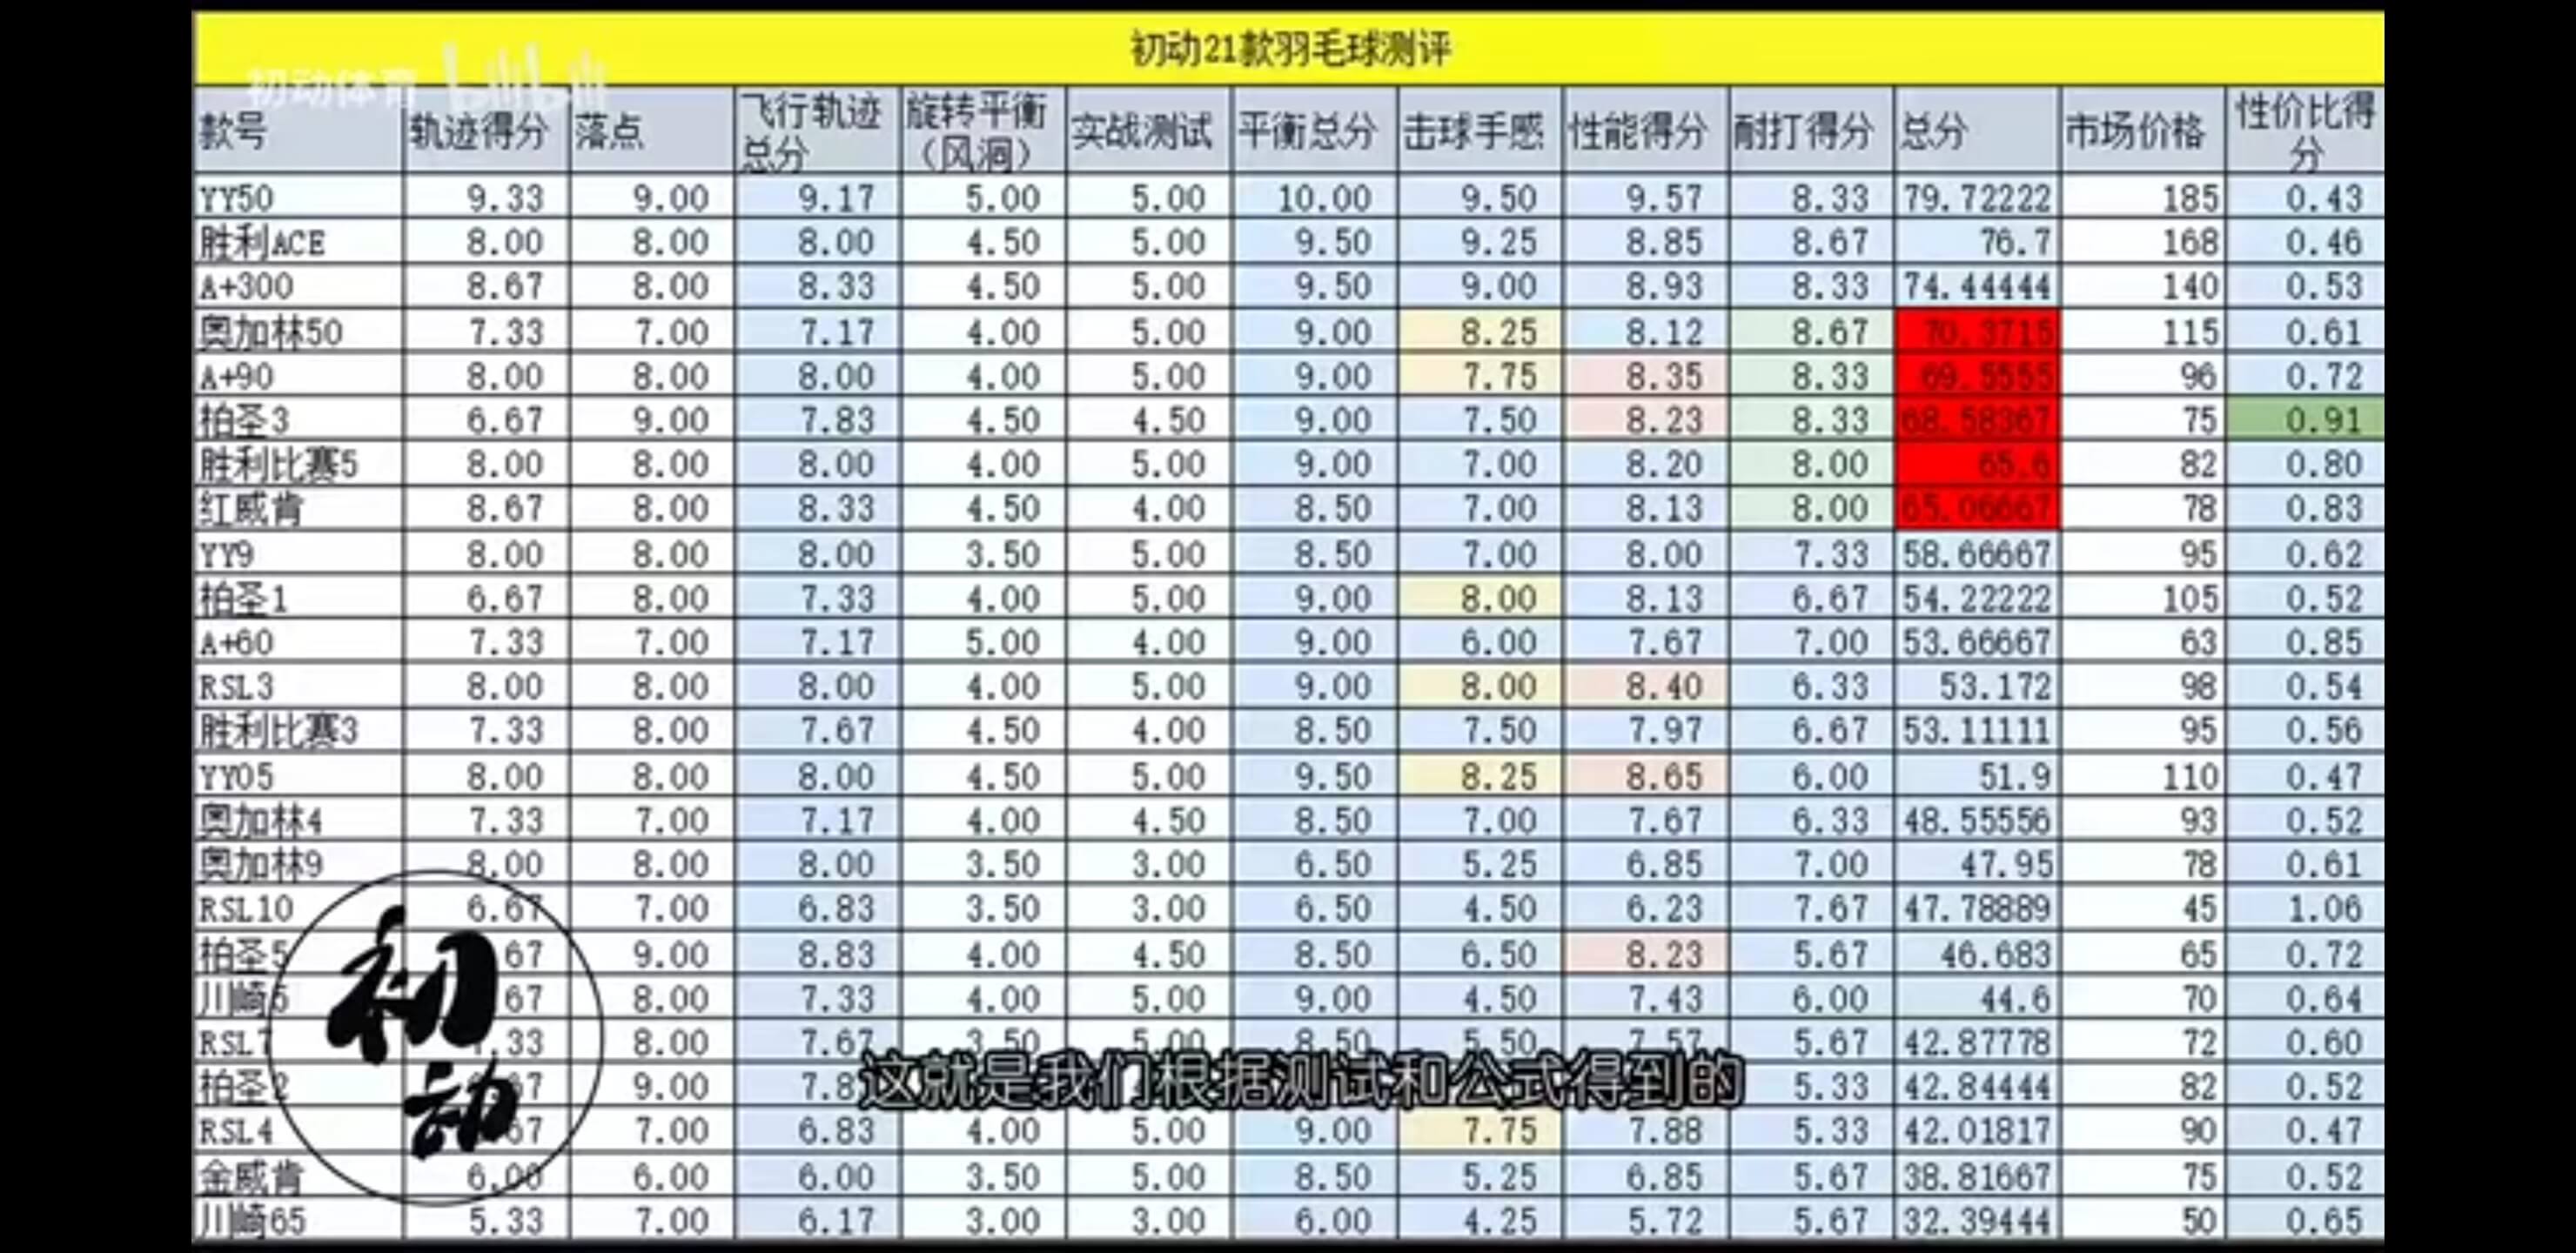 初动21款羽毛球测评
初动体育 bilibili
款号 轨迹得分 落点 飞行轨迹总分 旋转平衡（风洞） 实战测试 平衡总分 击球手感 性能得分 耐打得分 总分 市场价格 性价比得分
YY50 9.33 9.00 9.17 5.00 5.00 10.00 9.50 9.57 8.33 79.72222 185 0.43
胜利ACE 8.00 8.00 8.00 4.50 5.00 9.50 9.25 8.85 8.67 76.7 168 0.46
A+300 8.67 8.00 8.33 4.50 5.00 9.50 9.00 8.93 8.33 74.44444 140 0.53
奥加林50 7.33 7.00 7.17 4.00 5.00 9.00 8.25 8.12 8.67 70.3715 115 0.61
A+90 8.00 8.00 8.00 4.00 5.00 9.00 7.75 8.35 8.33 69.5555 96 0.72
柏圣3 6.67 9.00 7.83 4.50 4.50 9.00 7.50 8.23 8.33 68.58367 75 0.91
胜利比赛5 8.00 8.00 8.00 4.00 5.00 9.00 7.00 8.20 8.00 65.6 82 0.80
红威肯 8.67 8.00 8.33 4.50 4.00 8.50 7.00 8.13 8.00 65.06667 78 0.83
YY9 8.00 8.00 8.00 3.50 5.00 8.50 7.00 8.00 7.33 58.66667 95 0.62
柏圣1 6.67 8.00 7.33 4.00 5.00 9.00 8.00 8.13 6.67 54.22222 105 0.52
A+60 7.33 7.00 7.17 5.00 4.00 9.00 6.00 7.67 7.00 53.66667 63 0.85
RSL3 8.00 8.00 8.00 4.00 5.00 9.00 8.00 8.40 6.33 53.172 98 0.54
胜利比赛3 7.33 8.00 7.67 4.50 4.00 8.50 7.50 7.97 6.67 53.11111 95 0.56
YY05 8.00 8.00 8.00 4.50 5.00 9.50 8.25 8.65 6.00 51.9 110 0.47
奥加林4 7.33 7.00 7.17 4.00 4.50 8.50 7.00 7.67 6.33 48.55556 93 0.52
奥加林9 8.00 8.00 8.00 3.50 3.00 6.50 5.25 6.85 7.00 47.95 78 0.61
RSL10 6.67 7.00 6.83 3.50 3.00 6.50 4.50 6.23 7.67 47.78889 45 1.06
柏圣5 67 9.00 8.83 4.00 4.50 8.50 6.50 8.23 5.67 46.683 65 0.72
川崎5 67 8.00 7.33 4.00 5.00 9.00 4.50 7.43 6.00 44.6 70 0.64
RSL7 .33 8.00 7.67 3.50 5.00 8.50 5.50 7.57 5.67 42.87778 72 0.60
柏圣2 67 9.00 7.8 5.33 42.84444 82 0.52
RSL4 67 7.00 6.83 4.00 5.00 9.00 7.75 7.88 5.33 42.01817 90 0.47
金威肯 6.00 6.00 6.00 3.50 5.00 8.50 5.25 6.85 5.67 38.81667 75 0.52
川崎65 5.33 7.00 6.17 3.00 3.00 6.00 4.25 5.72 5.67 32.39444 50 0.65
初动
这就是我们根据测试和公式得到的